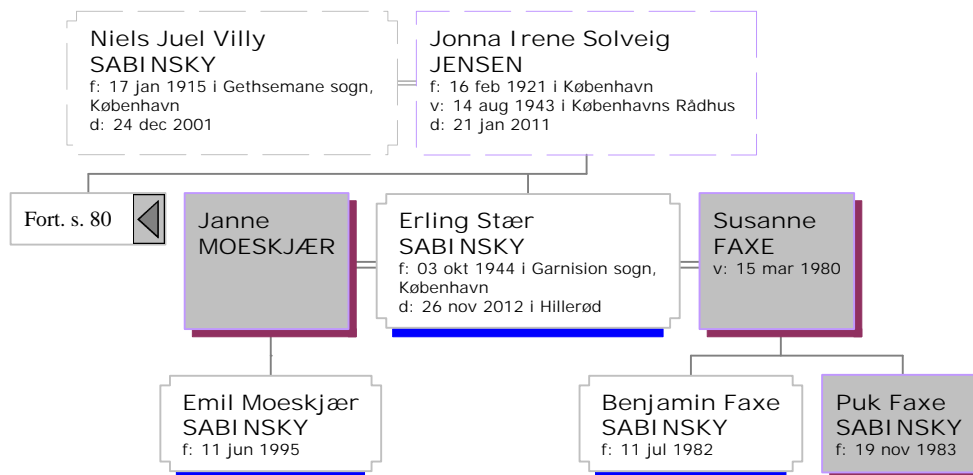 Niels Juel Villy
SABINSKY
f: 17 jan 1915 i Gethsemane sogn,
København
d: 24 dec 2001
Jonna Irene Solveig
JENSEN
f: 16 feb 1921 i København
v: 14 aug 1943 i Københavns Rådhus
d: 21 jan 2011
Fort. s. 80
Janne
MOESKJÆR
Erling Stær
SABINSKY
f: 03 okt 1944 i Garnision sogn,
København
d: 26 nov 2012 i Hillerød
Susanne
FAXE
v: 15 mar 1980
Emil Moeskjær
SABINSKY
f: 11 jun 1995
Benjamin Faxe
SABINSKY
f: 11 jul 1982
Puk Faxe
SABINSKY
f: 19 nov 1983